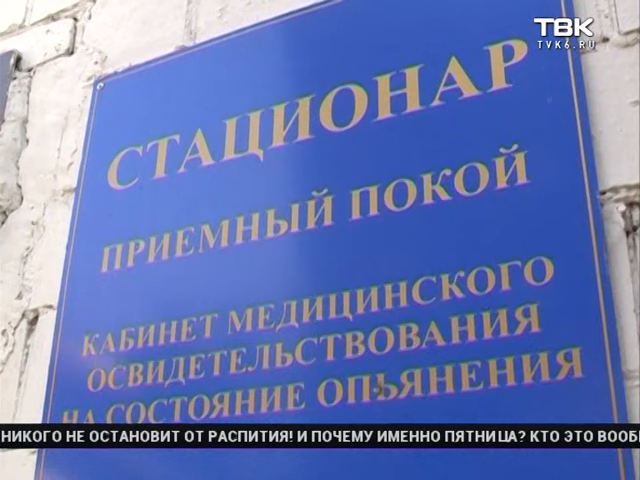 ТВК
TVK6.RU
СТАЦИОНАР
ПРИЕМНЫЙ ПОКОЙ
КАБИНЕТ МЕДИЦИНСКОГО
ОСВИДЕТЕЛЬСТВОВАНИЯ
НА СОСТОЯНИЕ ОПЬЯНЕНИЯ
НИКОГО НЕ ОСТАНОВИТ ОТ РАСПИТИЯ! И ПОЧЕМУ ИМЕННО ПЯТНИЦА? КТО ЭТО ВООБ